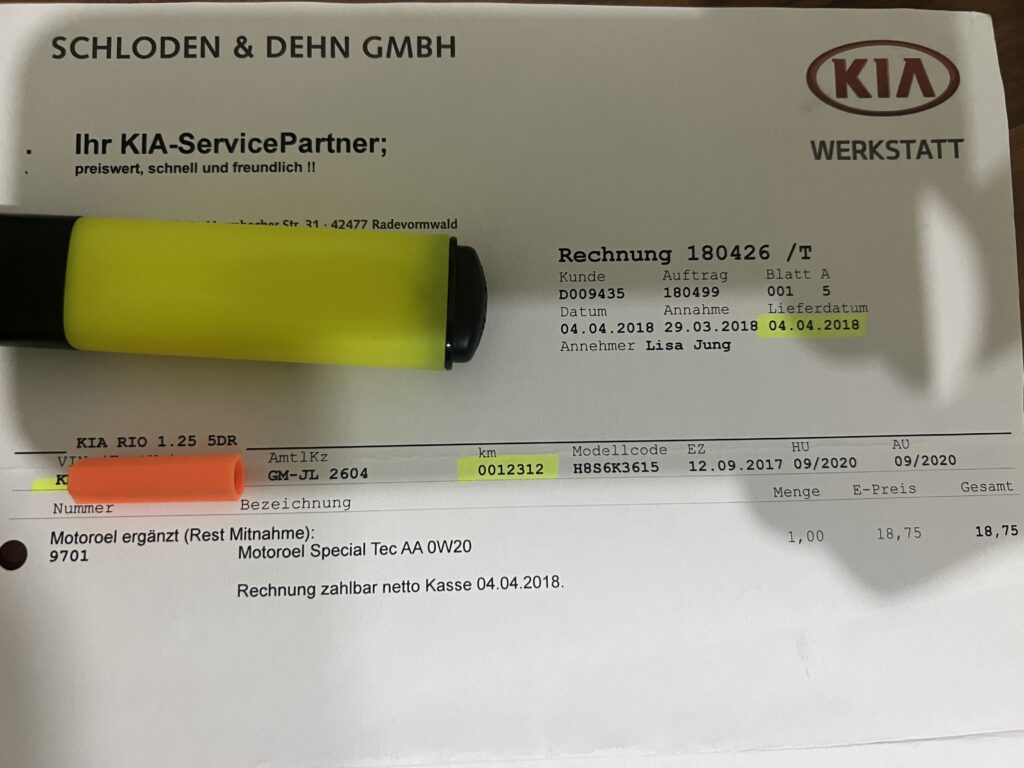 SCHLODEN & DEHN GMBH
KIA
WERKSTATT
Ihr KIA-ServicePartner;
preiswert, schnell und freundlich !!
Str. 31 · 42477 Radevormwald
Rechnung 180426 /T
Kunde Auftrag Blatt A
D009435 180499 001 5
Datum Annahme Lieferdatum
04.04.2018 29.03.2018 04.04.2018
Annehmer Lisa Jung
KIA RIO 1.25 5DR
AmtlKz km Modellcode EZ HU AU
GM-JL 2604 0012312 H8S6K3615 12.09.2017 09/2020 09/2020
Nummer Bezeichnung Menge E-Preis Gesamt
Motoroel ergänzt (Rest Mitnahme):
9701 Motoroel Special Tec AA 0W20 1,00 18,75 18,75
Rechnung zahlbar netto Kasse 04.04.2018.